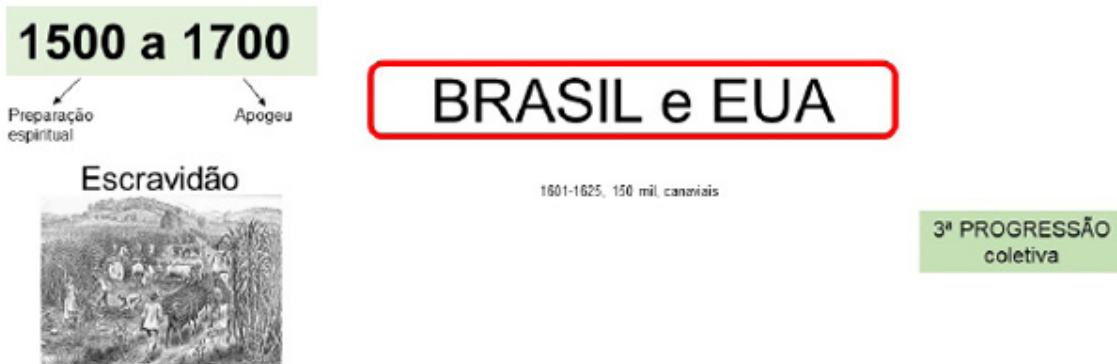 1500 a 1700
Preparação
espiritual
Apogeu
BRASIL e EUA
Escravidão
1601-1625, 150 mil, canaviais
3ª PROGRESSÃO
coletiva